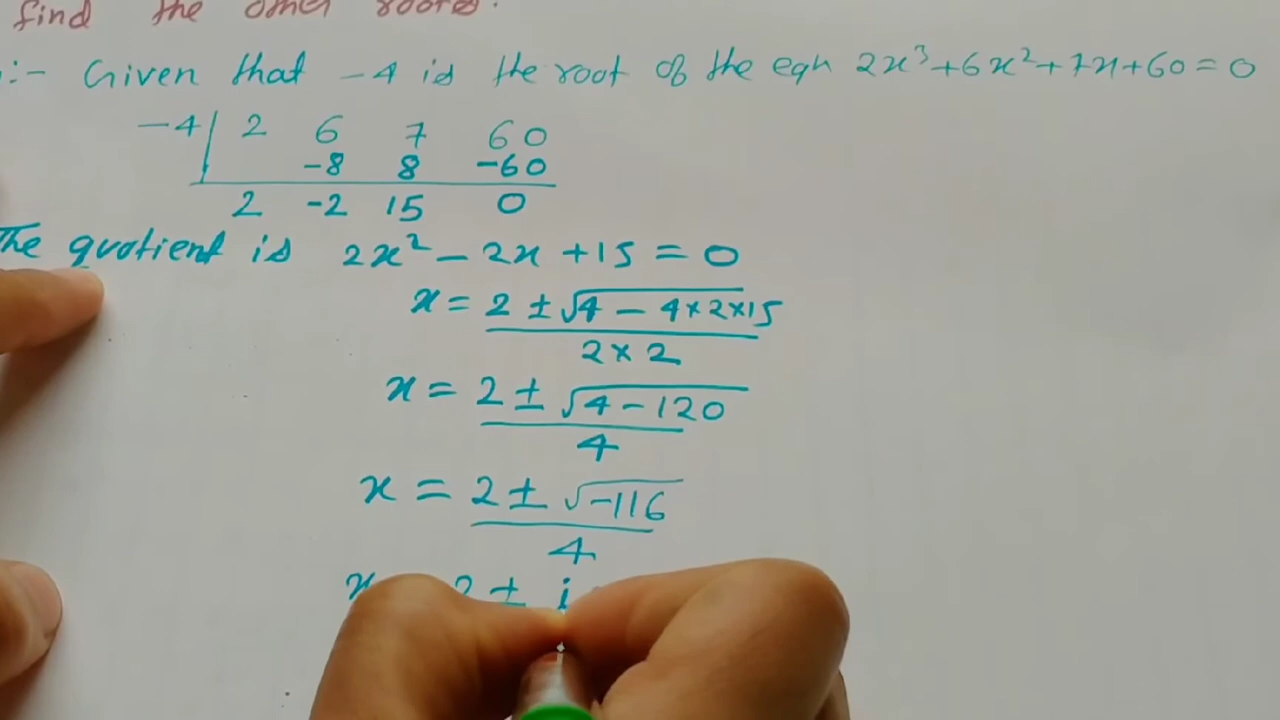 find the other roots.
:- Given that -4 is the root of the eqn 2x³+6x²+7x+60=0
-4| 2 6 7 60
-8 8 -60
2 -2 15 0
The quotient is 2x² - 2x + 15 = 0
x = 2 ± √4 - 4×2×15
2 × 2
x = 2 ± √4-120
4
x = 2 ± √-116
4
x 2 ± i